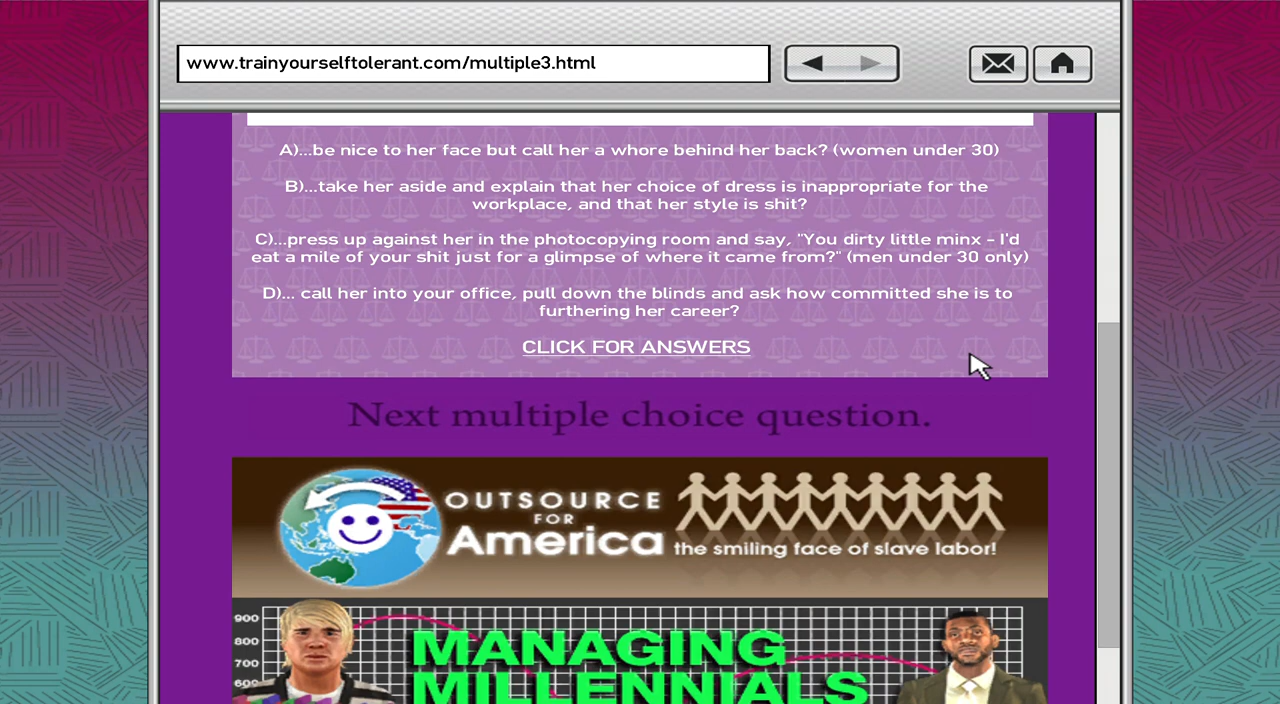 www.trainyourselftolerant.com/multiple3.html
A)...be nice to her face but call her a whore behind her back? (women under 30)
B)...take her aside and explain that her choice of dress is inappropriate for the
workplace, and that her style is shit?
C)...press up against her in the photocopying room and say, "You dirty little minx - I'd
eat a mile of your shit just for a glimpse of where it came from?" (men under 30 only)
D)... call her into your office, pull down the blinds and ask how committed she is to
furthering her career?
CLICK FOR ANSWERS
Next multiple choice question.
OUTSOURCE
FOR
America
the smiling face of slave labor!
900
800
700
600
MANAGING
MILLENNIALS